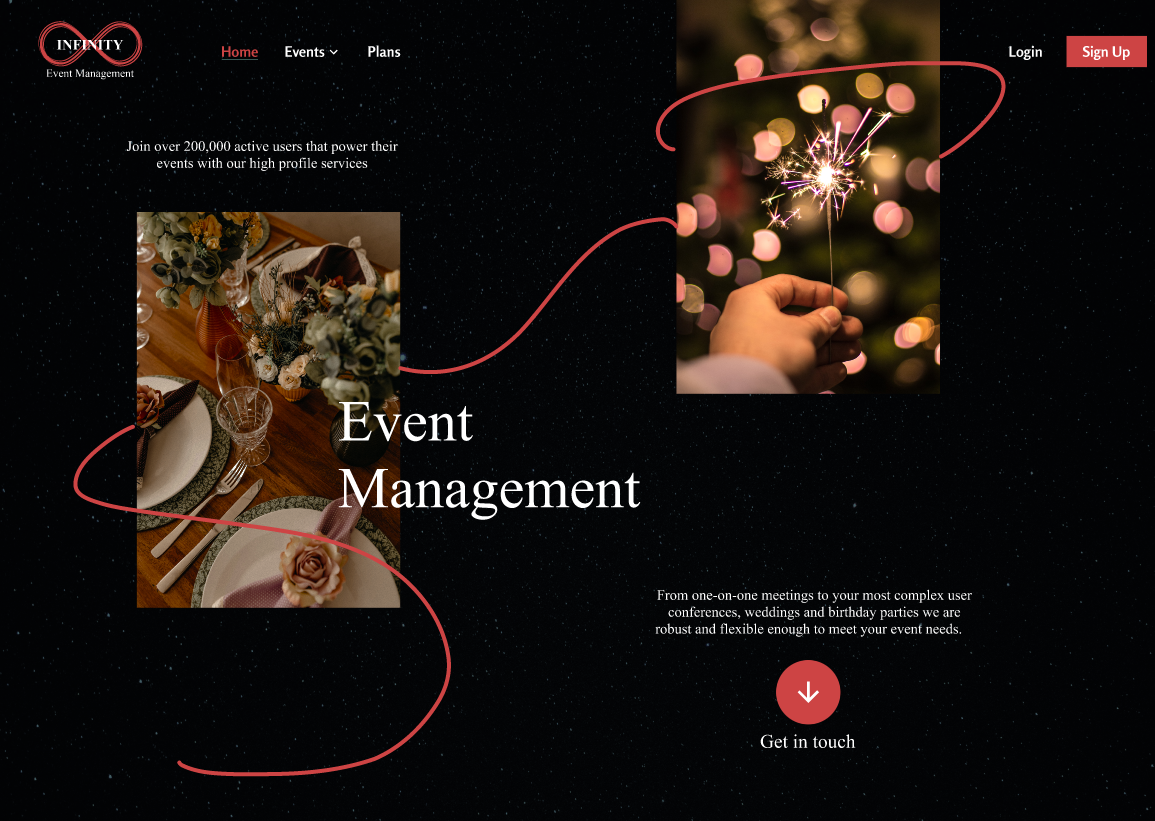 INFINITY
Event Management
Home
Events
Plans
Login
Sign Up
Join over 200,000 active users that power their
events with our high profile services
Event
Management
From one-on-one meetings to your most complex user
conferences, weddings and birthday parties we are
robust and flexible enough to meet your event needs.
Get in touch